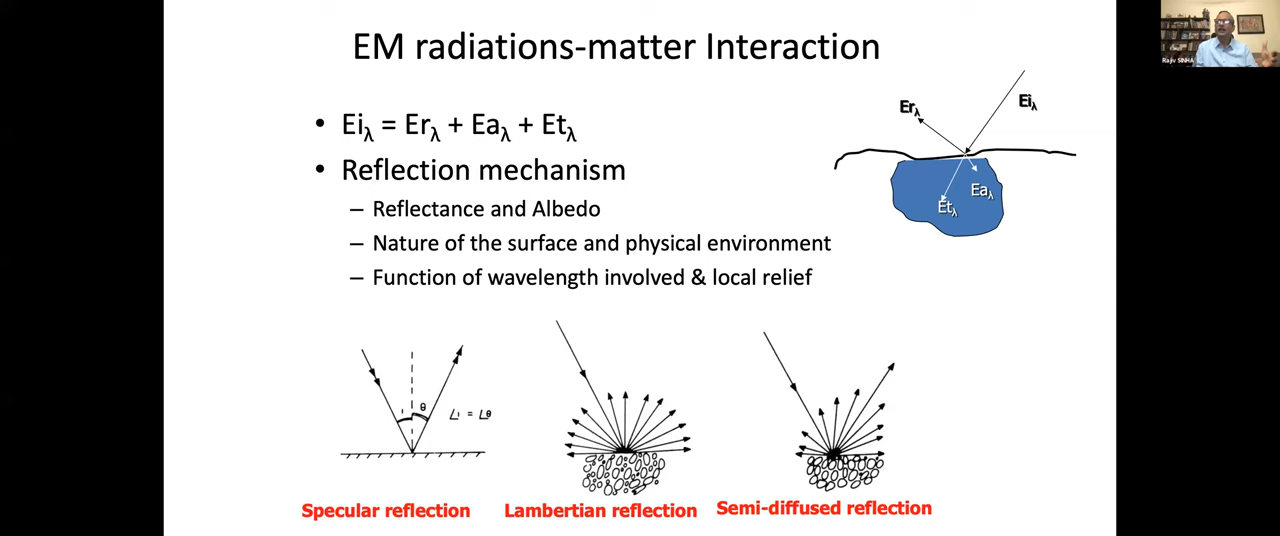 EM radiations-matter Interaction
Rajiv SINHA
• Eiλ = Erλ + Eaλ + Etλ
• Reflection mechanism
– Reflectance and Albedo
– Nature of the surface and physical environment
– Function of wavelength involved & local relief
Erλ
Eiλ
Eaλ
Etλ
i
θ
∠i = ∠θ
Specular reflection
Lambertian reflection
Semi-diffused reflection